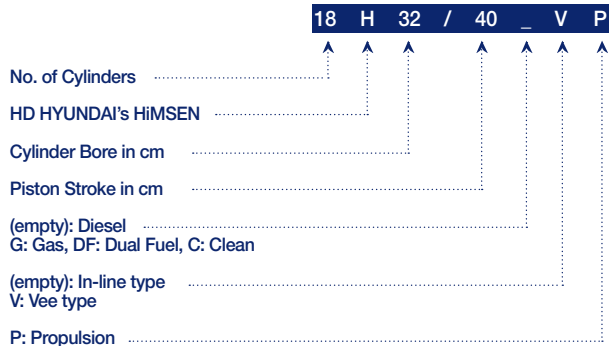 18 H 32 / 40 _ V P
No. of Cylinders
HD HYUNDAI's HiMSEN
Cylinder Bore in cm
Piston Stroke in cm
(empty): Diesel
G: Gas, DF: Dual Fuel, C: Clean
(empty): In-line type
V: Vee type
P: Propulsion